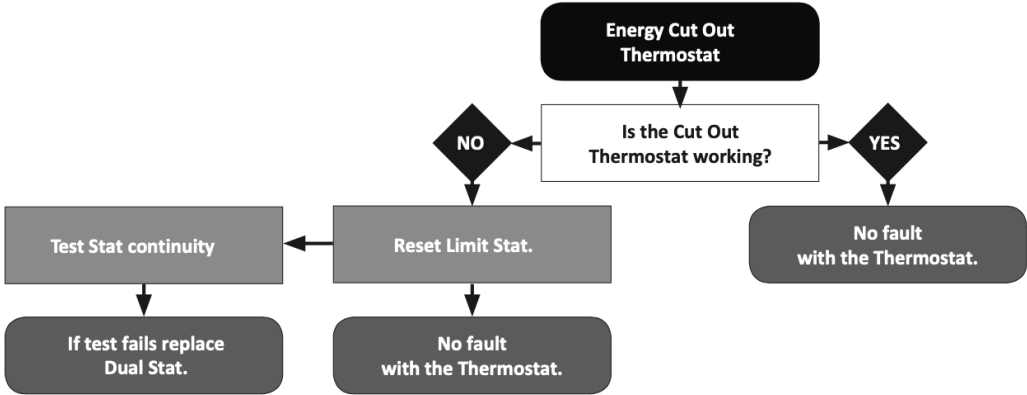 Energy Cut Out
Thermostat
NO
Is the Cut Out
Thermostat working?
YES
Test Stat continuity
Reset Limit Stat.
No fault
with the Thermostat.
If test fails replace
Dual Stat.
No fault
with the Thermostat.